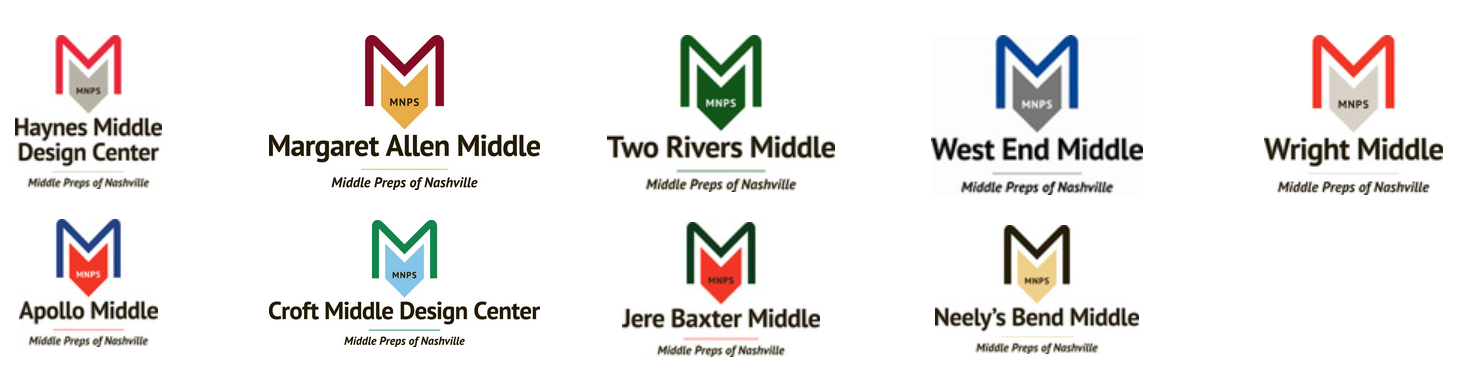 MNPS
Haynes Middle
Design Center
Middle Preps of Nashville
MNPS
Margaret Allen Middle
Middle Preps of Nashville
MNPS
Two Rivers Middle
Middle Preps of Nashville
MNPS
West End Middle
Middle Preps of Nashville
MNPS
Wright Middle
Middle Preps of Nashville
MNPS
Apollo Middle
Middle Preps of Nashville
MNPS
Croft Middle Design Center
Middle Preps of Nashville
MNPS
Jere Baxter Middle
Middle Preps of Nashville
MNPS
Neely's Bend Middle
Middle Preps of Nashville